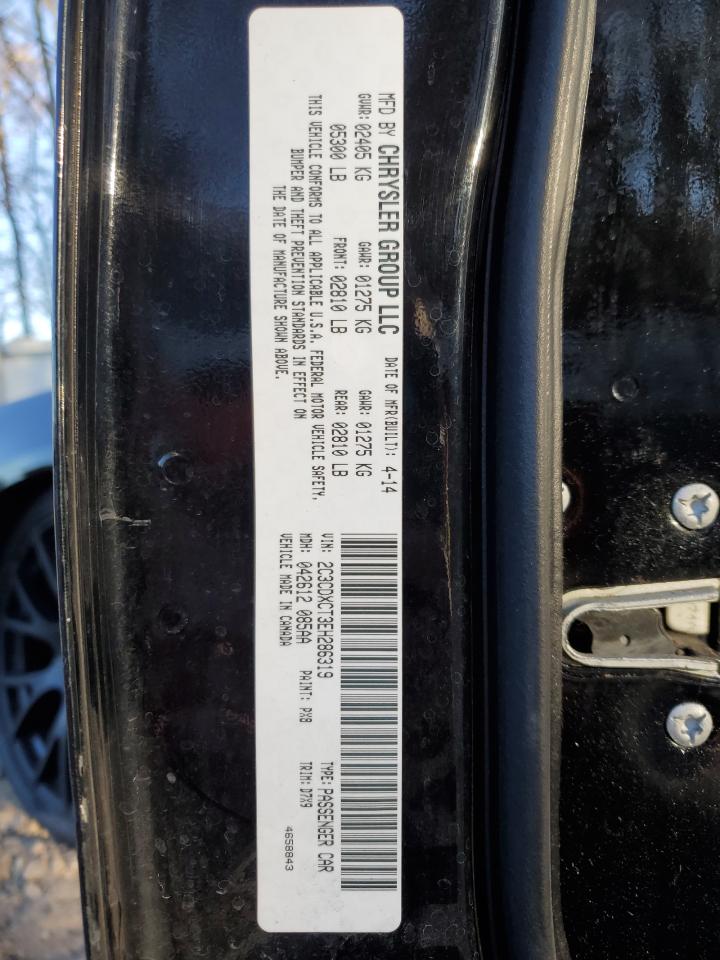 MFD BY CHRYSLER GROUP LLC DATE OF MFR(BUILT): 4-14
GVWR: 02405 KG GAWR: 01275 KG GAWR: 01275 KG
05300 LB FRONT: 02810 LB REAR: 02810 LB
THIS VEHICLE CONFORMS TO ALL APPLICABLE U.S.A. FEDERAL MOTOR VEHICLE SAFETY,
BUMPER AND THEFT PREVENTION STANDARDS IN EFFECT ON
THE DATE OF MANUFACTURE SHOWN ABOVE.
VIN: 2C3CDXCT3EH286319 TYPE: PASSENGER CAR
MDH: 042612 085AA PAINT: PX8 TRIM: D7X9
VEHICLE MADE IN CANADA 4658843